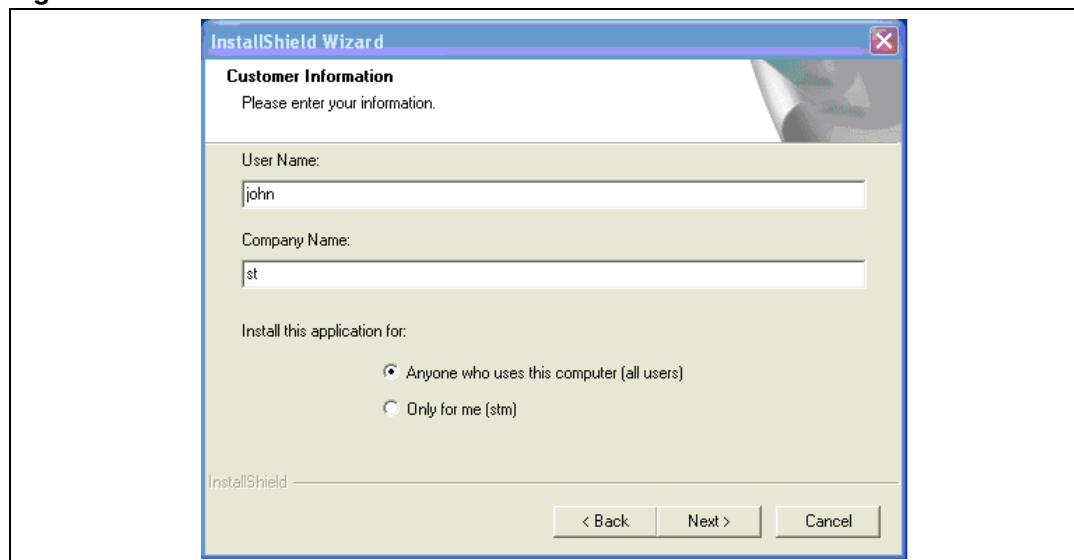 InstallShield Wizard
Customer Information
Please enter your information.
User Name:
john
Company Name:
st
Install this application for:
Anyone who uses this computer (all users)
Only for me (stm)
InstallShield
< Back Next > Cancel